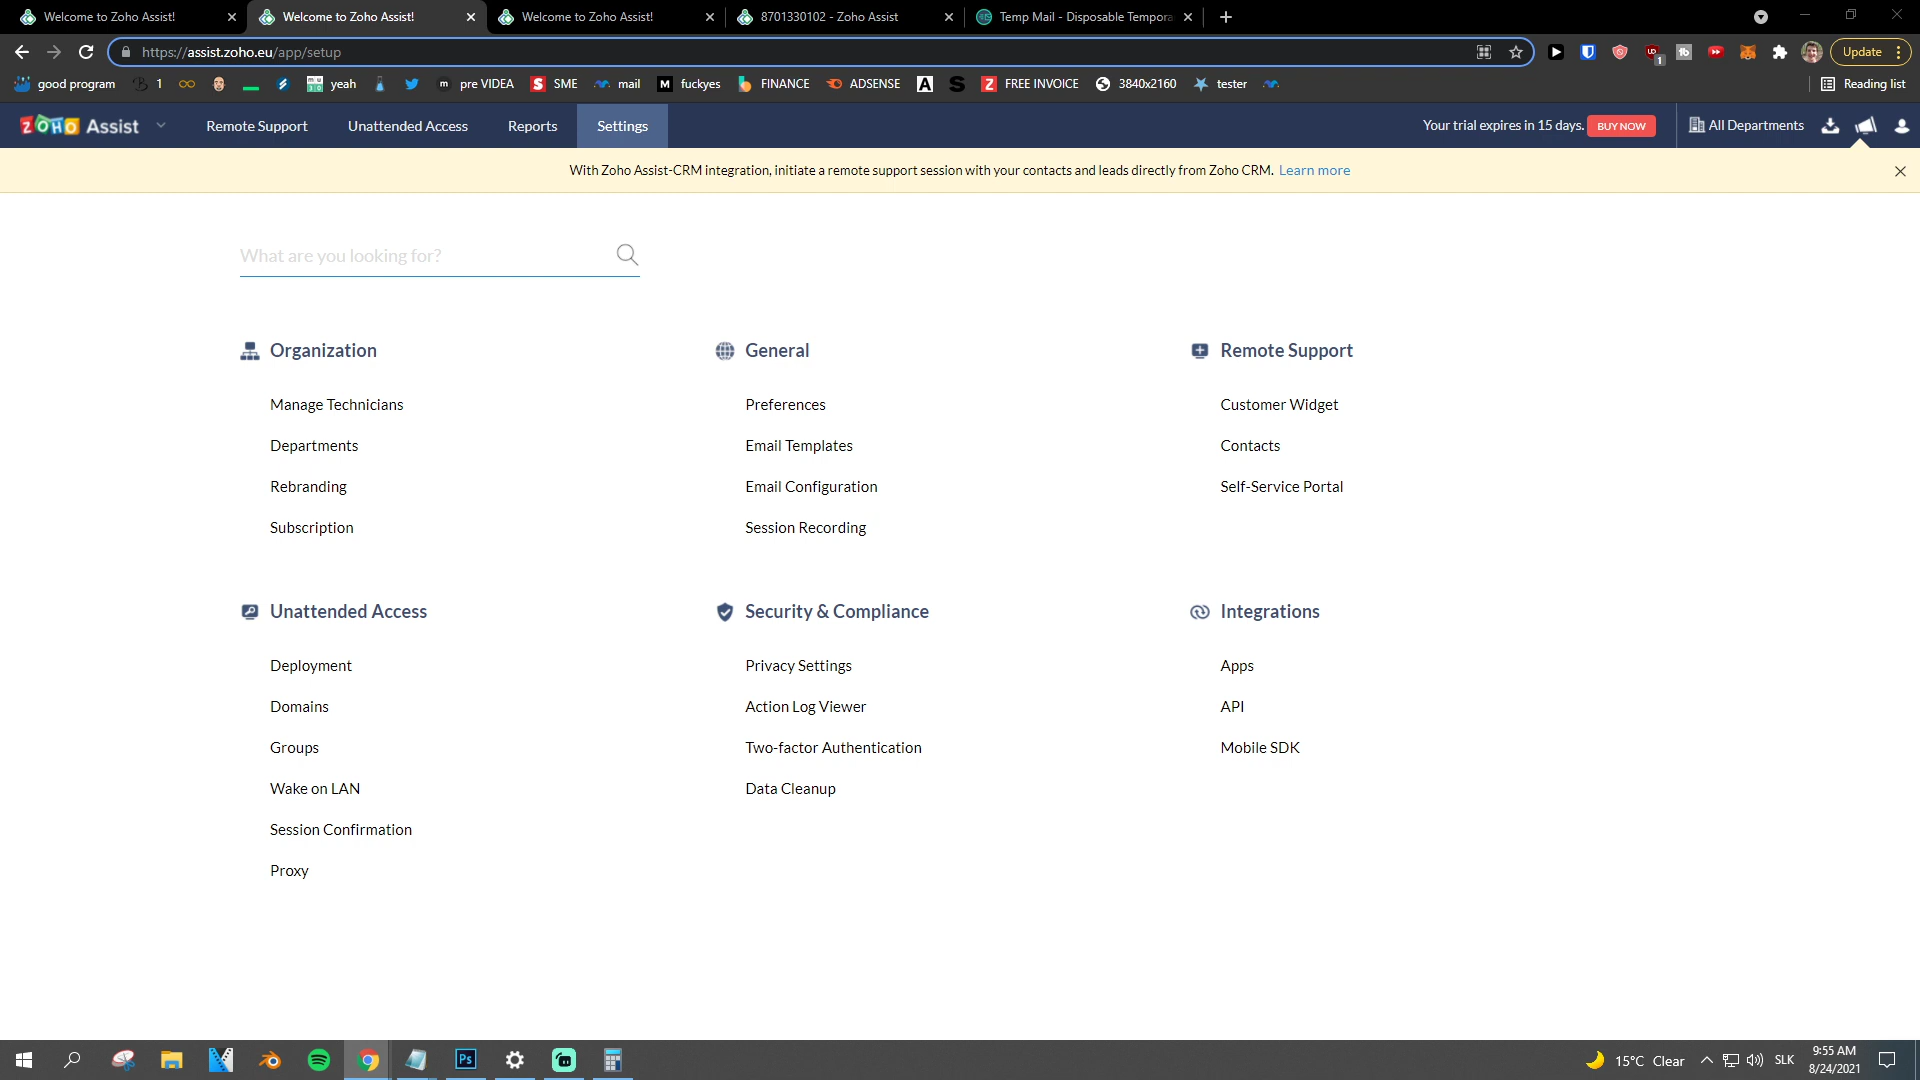 Welcome to Zoho Assist!
Welcome to Zoho Assist!
Welcome to Zoho Assist!
8701330102 - Zoho Assist
Temp Mail - Disposable Tempora
https://assist.zoho.eu/app/setup
Update
good program
1
yeah
pre VIDEA
SME
mail
fuckyes
FINANCE
ADSENSE
FREE INVOICE
3840x2160
tester
Reading list
ZOHO Assist
Remote Support
Unattended Access
Reports
Settings
Your trial expires in 15 days.
BUY NOW
All Departments
With Zoho Assist-CRM integration, initiate a remote support session with your contacts and leads directly from Zoho CRM. Learn more
What are you looking for?
Organization
Manage Technicians
Departments
Rebranding
Subscription
General
Preferences
Email Templates
Email Configuration
Session Recording
Remote Support
Customer Widget
Contacts
Self-Service Portal
Unattended Access
Deployment
Domains
Groups
Wake on LAN
Session Confirmation
Proxy
Security & Compliance
Privacy Settings
Action Log Viewer
Two-factor Authentication
Data Cleanup
Integrations
Apps
API
Mobile SDK
Ps
15°C Clear
SLK
9:55 AM
8/24/2021